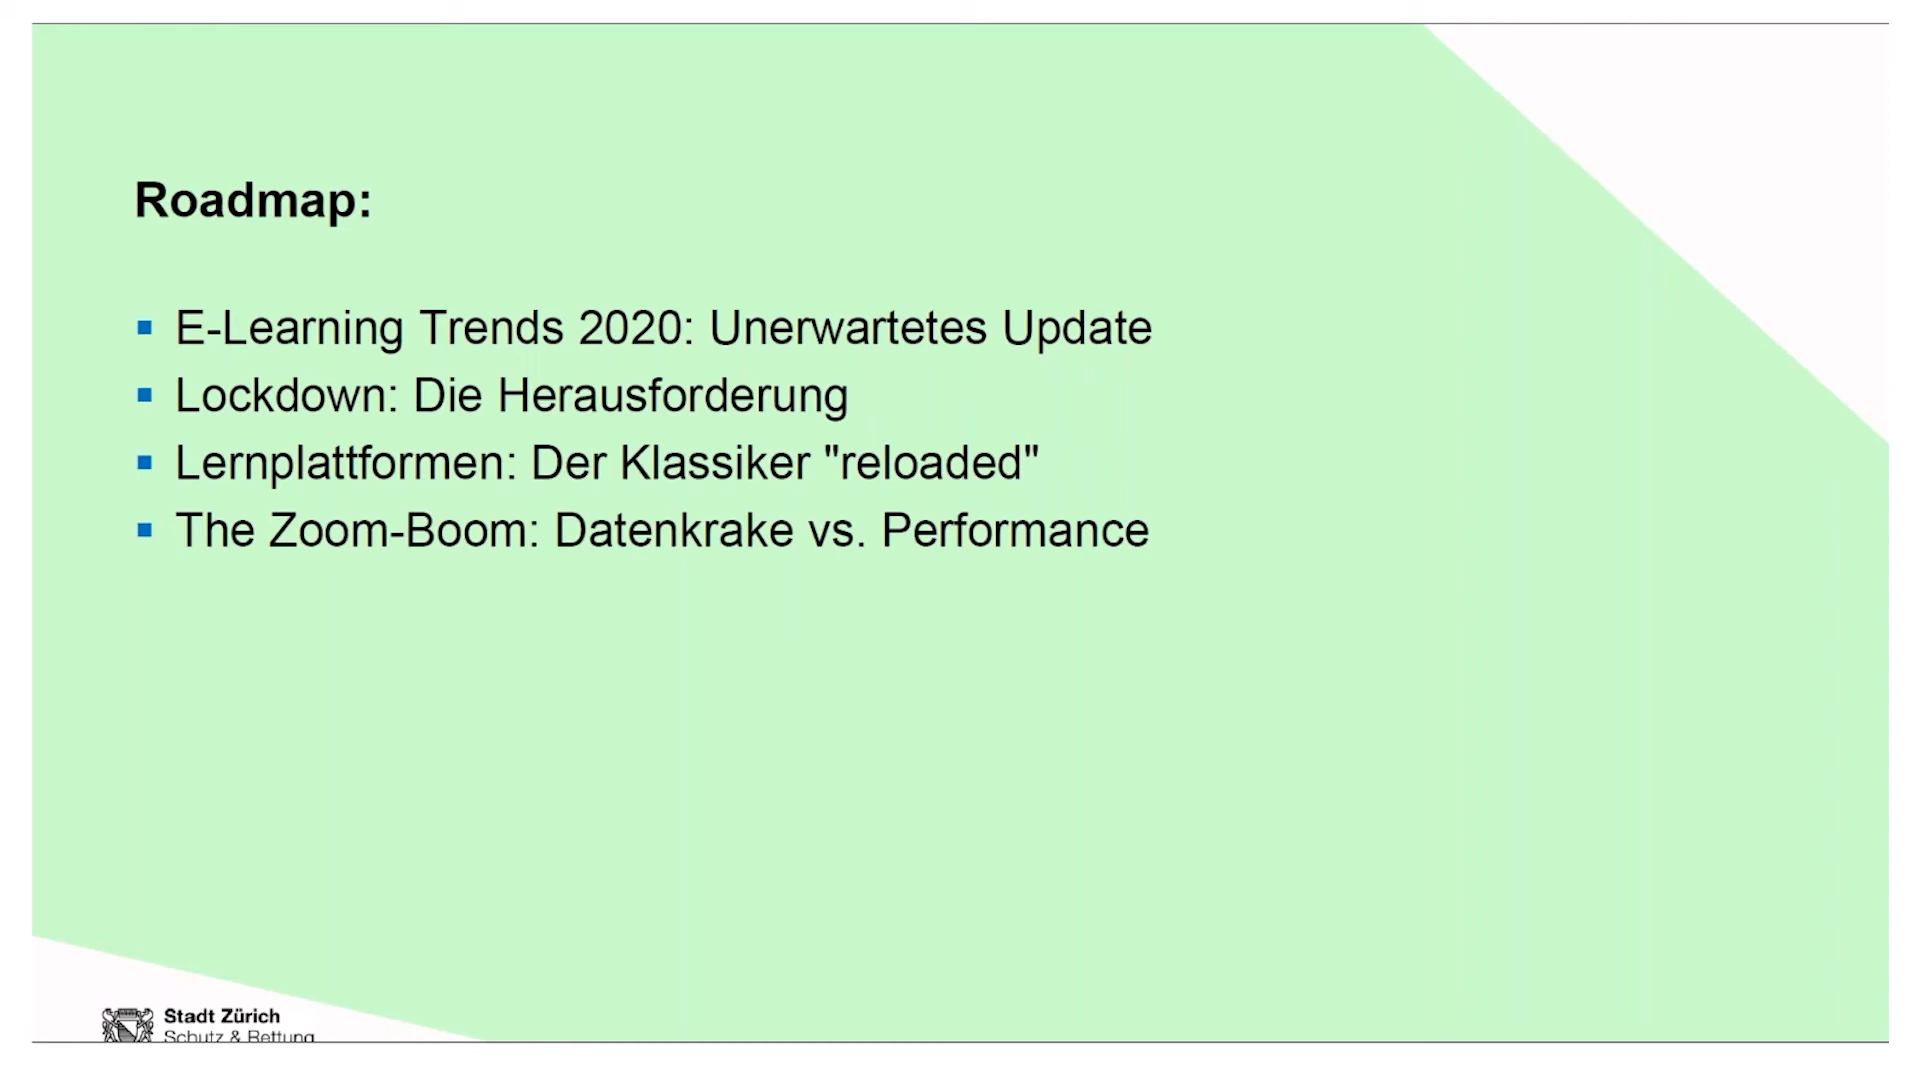 Roadmap:
▪ E-Learning Trends 2020: Unerwartetes Update
▪ Lockdown: Die Herausforderung
▪ Lernplattformen: Der Klassiker "reloaded"
▪ The Zoom-Boom: Datenkrake vs. Performance
Stadt Zürich
Schutz & Rettung